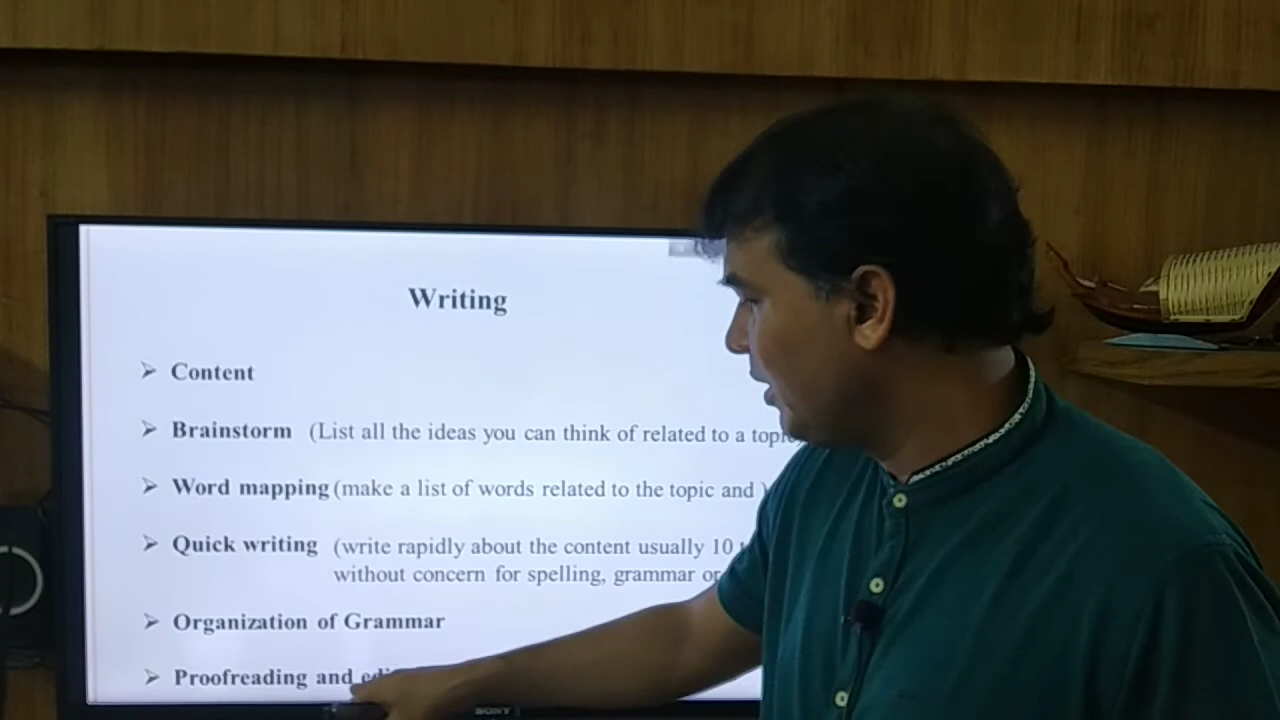 Writing
Content
Brainstorm (List all the ideas you can think of related to a
Word mapping (make a list of words related to the topic and )
Quick writing (write rapidly about the content usually 10
without concern for spelling, grammar or
Organization of Grammar
Proofreading and
SONY